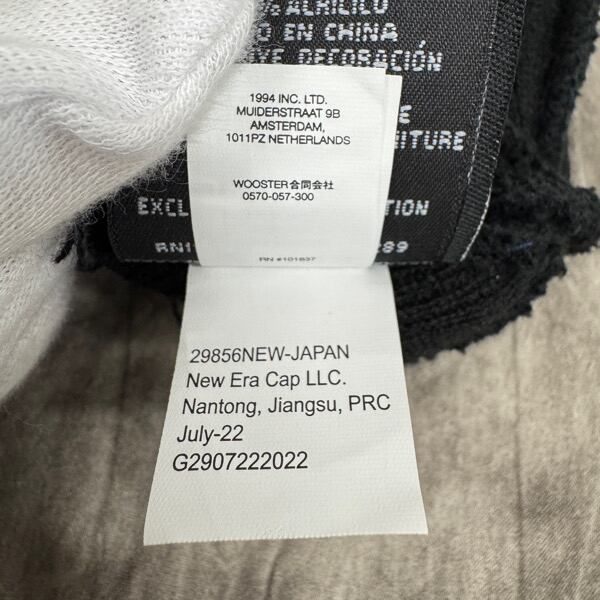 EN CHINA
1994 INC. LTD.
MUIDERSTRAAT 9B
AMSTERDAM,
1011PZ NETHERLANDS
WOOSTER合同会社
0570-057-300
RN #101837
29856NEW-JAPAN
New Era Cap LLC.
Nantong, Jiangsu, PRC
July-22
G2907222022